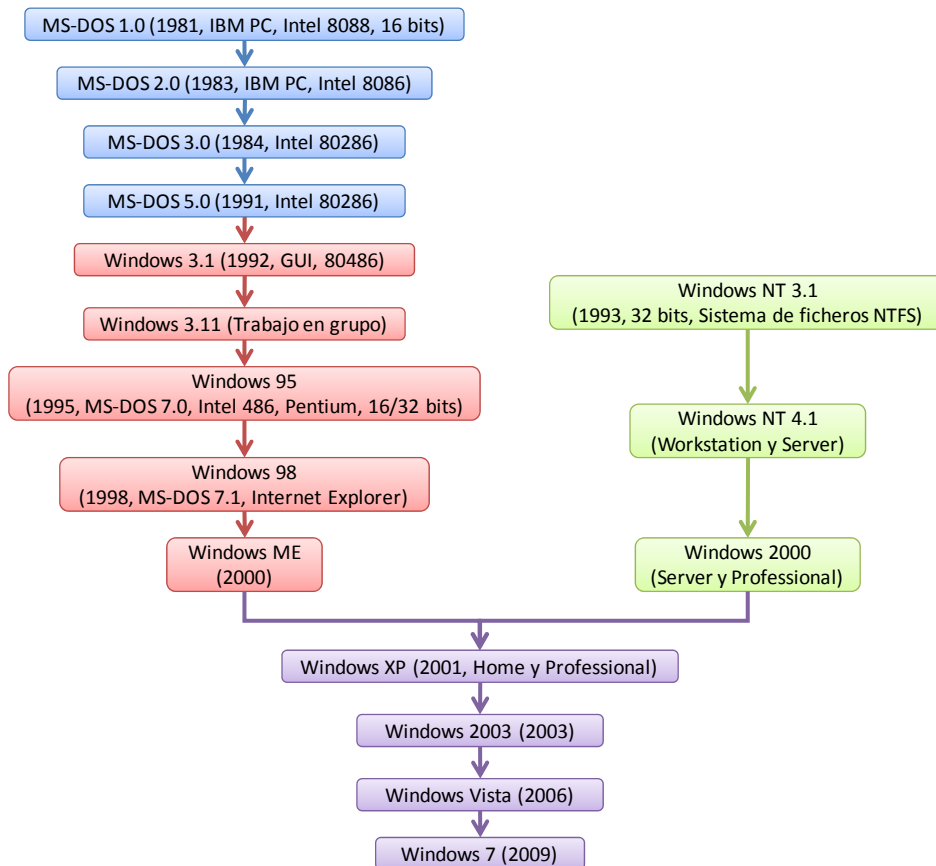 MS-DOS 1.0 (1981, IBM PC, Intel 8088, 16 bits)
MS-DOS 2.0 (1983, IBM PC, Intel 8086)
MS-DOS 3.0 (1984, Intel 80286)
MS-DOS 5.0 (1991, Intel 80286)
Windows 3.1 (1992, GUI, 80486)
Windows 3.11 (Trabajo en grupo)
Windows 95
(1995, MS-DOS 7.0, Intel 486, Pentium, 16/32 bits)
Windows 98
(1998, MS-DOS 7.1, Internet Explorer)
Windows ME
(2000)
Windows NT 3.1
(1993, 32 bits, Sistema de ficheros NTFS)
Windows NT 4.1
(Workstation y Server)
Windows 2000
(Server y Professional)
Windows XP (2001, Home y Professional)
Windows 2003 (2003)
Windows Vista (2006)
Windows 7 (2009)